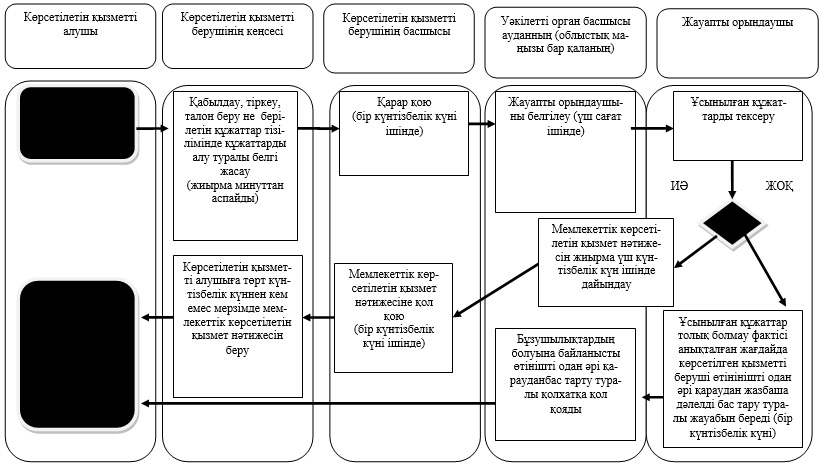 Көрсетілетін қызметті
алушы
Көрсетілетін қызметті
берушінің кеңсесі
Көрсетілетін қызметті
берушінің басшысы
Уәкілетті орган басшысы
ауданның (облыстық ма-
ңызы бар қаланың)
Жауапты орындаушы
Қабылдау, тіркеу,
талон беру не бері-
летін құжаттар тізі-
лімінде құжаттарды
алу туралы белгі
жасау
(жиырма минуттан
аспайды)
Қарар қою
(бір күнтізбелік күні
ішінде)
Жауапты орындаушы-
ны белгілеу (үш сағат
ішінде)
Ұсынылған құжат-
тарды тексеру
ИӘ
ЖОҚ
Мемлекеттік көрсеті-
летін қызмет нәтиже-
сін жиырма үш күн-
тізбелік күн ішінде
дайындау
Көрсетілетін қызмет-
ті алушыға төрт күн-
тізбелік күннен кем
емес мерзімде мем-
лекеттік көрсетілетін
қызмет нәтижесін
беру
Мемлекеттік көр-
сетілетін қызмет
нәтижесіне қол
қою
(бір күнтізбелік
күні ішінде)
Бұзушылықтардың
болуына байланысты
өтінішті одан әрі қа-
рауданбас тарту тура-
лы қолхатқа қол
қояды
Ұсынылған құжаттар
толық болмау фактісі
анықталған жағдайда
көрсетілген қызметті
беруші өтінінішті одан
әрі қараудан жазбаша
дәлелді бас тару тура-
лы жауабын береді (бір
күнтізбелік күні)